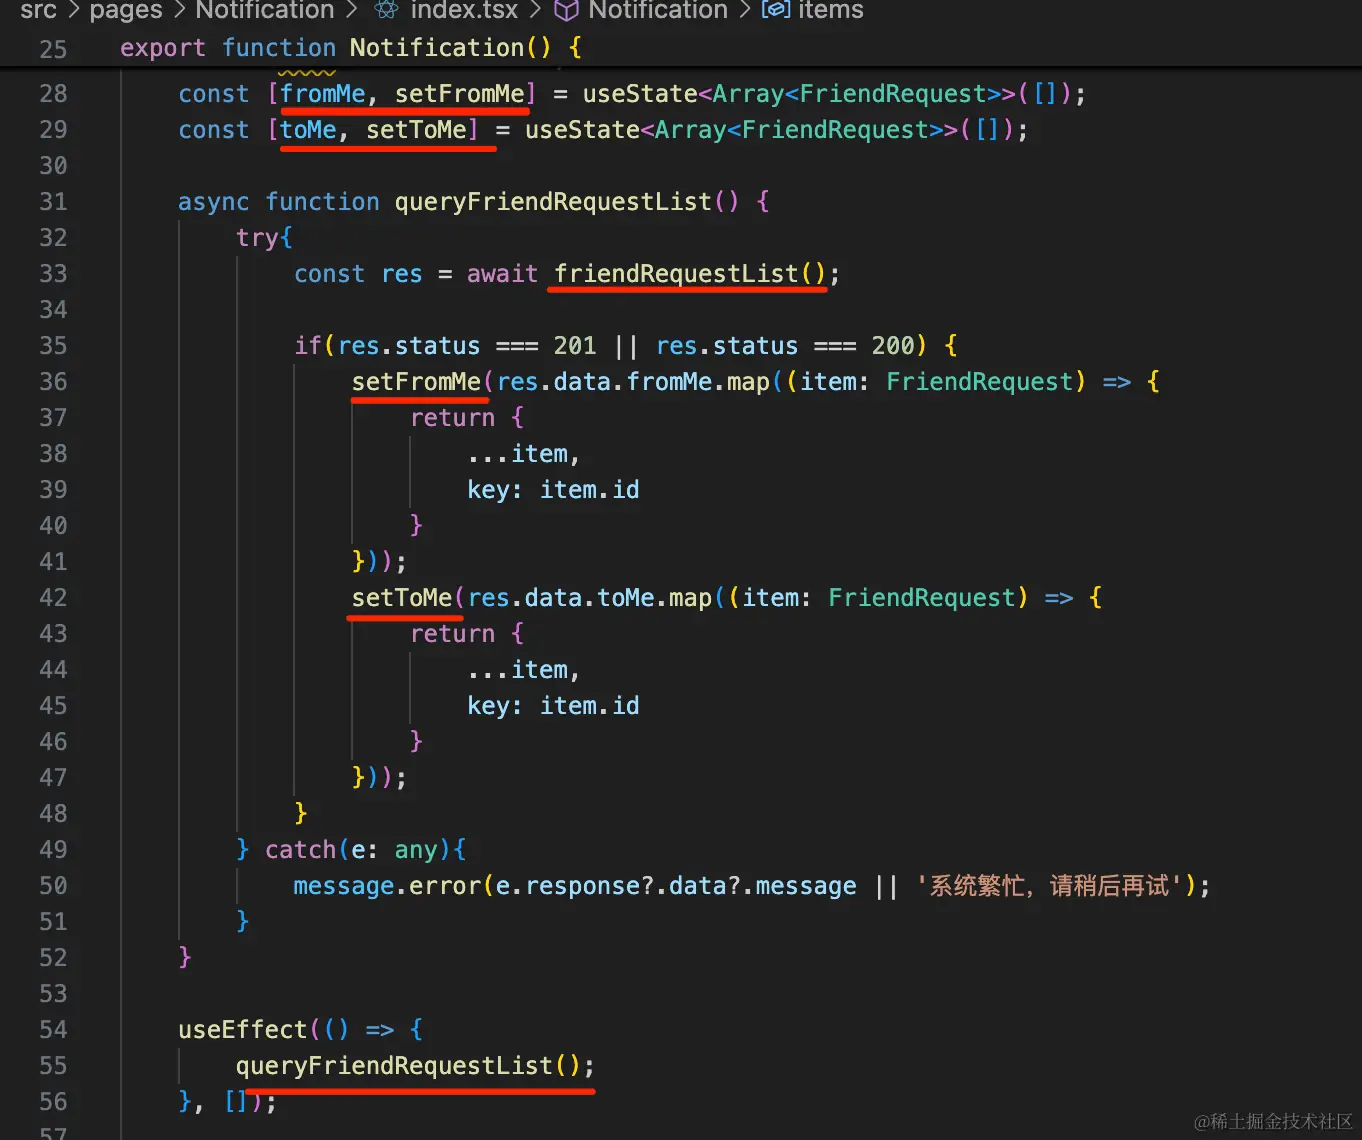 src > pages > Notification > index.tsx > Notification > items
25 export function Notification() {
28 const [fromMe, setFromMe] = useState<Array<FriendRequest>>([]);
29 const [toMe, setToMe] = useState<Array<FriendRequest>>([]);
30
31 async function queryFriendRequestList() {
32 try{
33 const res = await friendRequestList();
34
35 if(res.status === 201 || res.status === 200) {
36 setFromMe(res.data.fromMe.map((item: FriendRequest) => {
37 return {
38 ...item,
39 key: item.id
40 }
41 }));
42 setToMe(res.data.toMe.map((item: FriendRequest) => {
43 return {
44 ...item,
45 key: item.id
46 }
47 }));
48 }
49 } catch(e: any){
50 message.error(e.response?.data?.message || '系统繁忙，请稍后再试');
51 }
52 }
53
54 useEffect(() => {
55 queryFriendRequestList();
56 }, []);
57
@稀土掘金技术社区